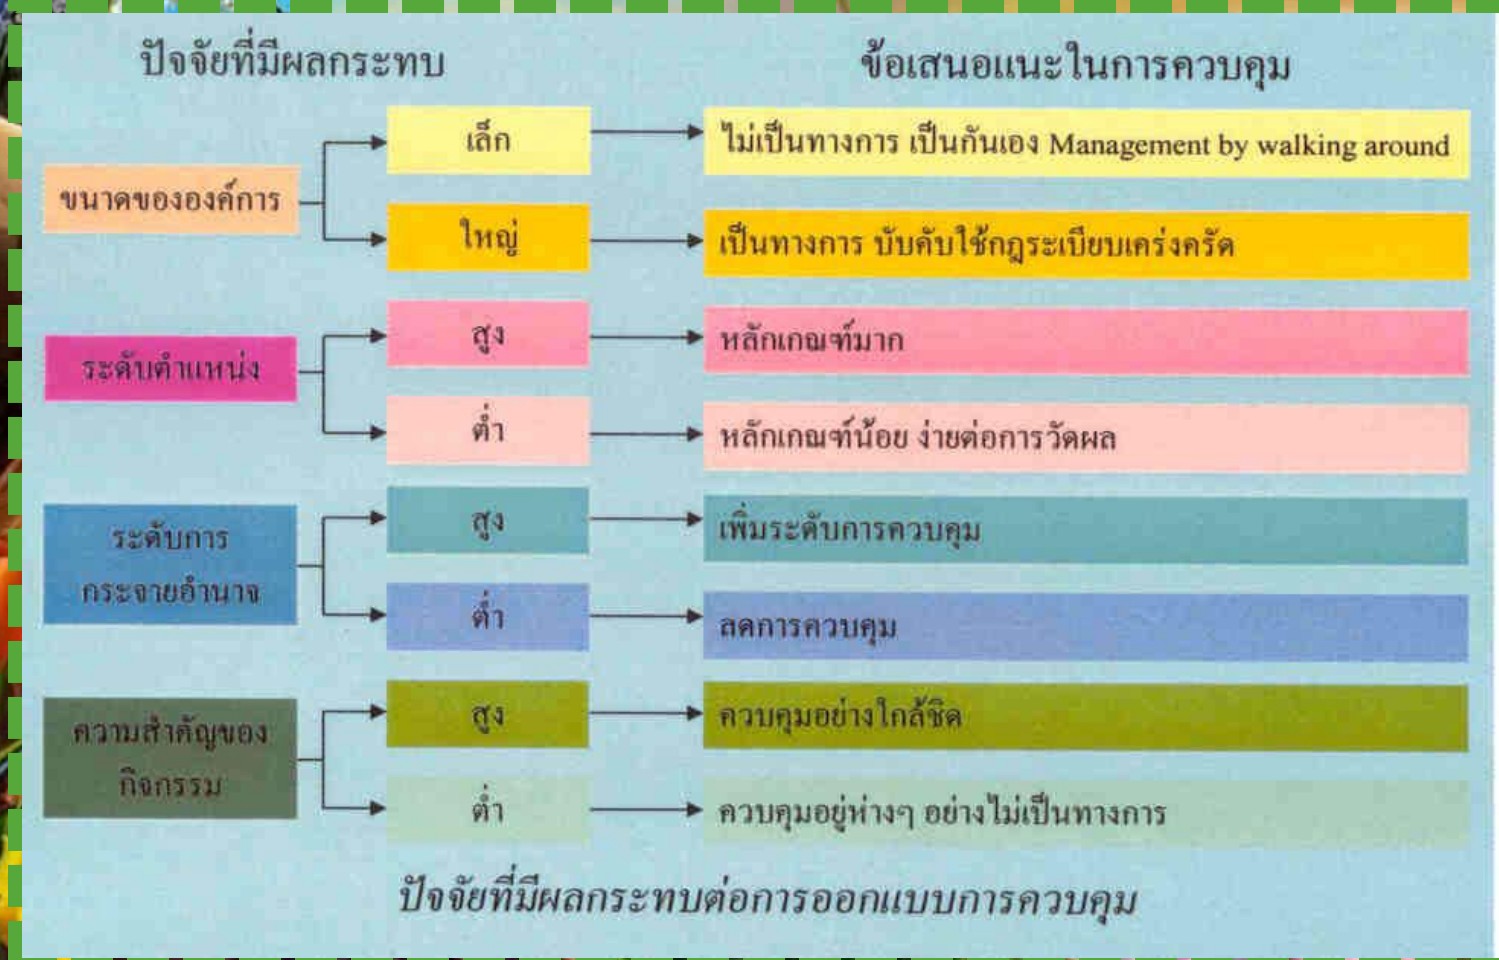 ปัจจัยที่มีผลกระทบ
ข้อเสนอแนะในการควบคุม
ขนาดขององค์การ
เล็ก
ไม่เป็นทางการ เป็นกันเอง Management by walking around
ใหญ่
เป็นทางการ บับคับใช้กฎระเบียบเคร่งครัด
ระดับตำแหน่ง
สูง
หลักเกณฑ์มาก
ต่ำ
หลักเกณฑ์น้อย ง่ายต่อการวัดผล
ระดับการ
กระจายอำนาจ
สูง
เพิ่มระดับการควบคุม
ต่ำ
ลดการควบคุม
ความสำคัญของ
กิจกรรม
สูง
ควบคุมอย่างใกล้ชิด
ต่ำ
ควบคุมอยู่ห่างๆ อย่างไม่เป็นทางการ
ปัจจัยที่มีผลกระทบต่อการออกแบบการควบคุม